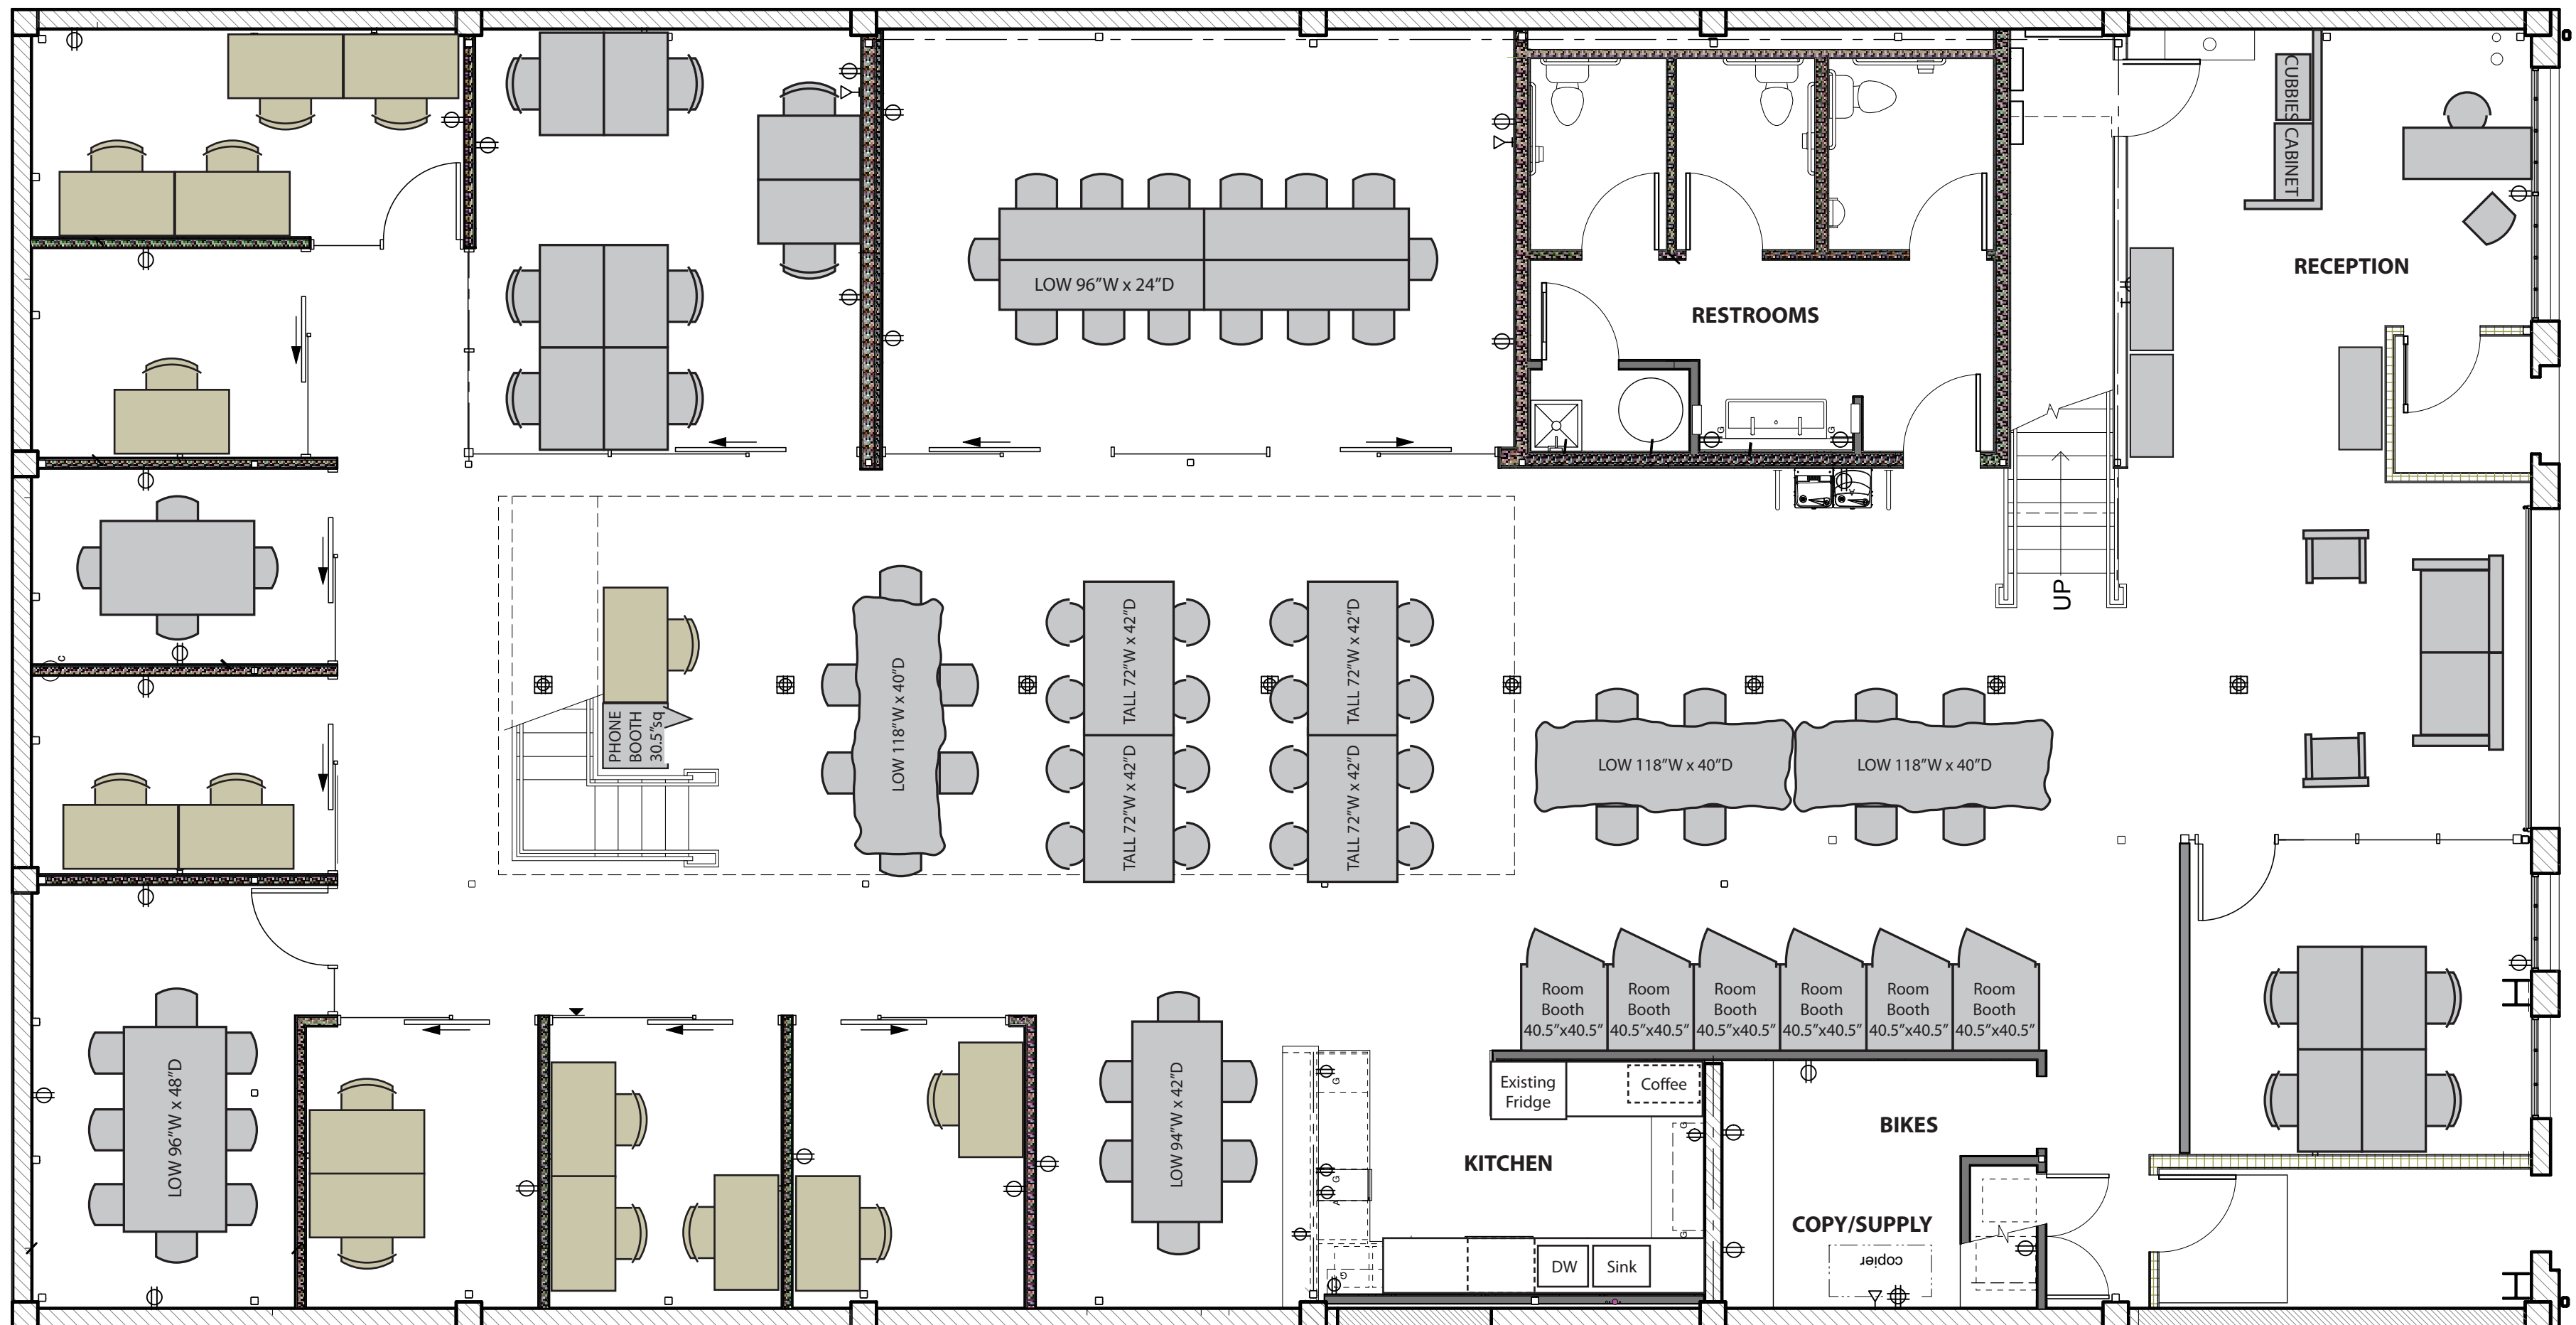 CUBBIES
CABINET
RECEPTION
LOW 96”W x 24”D
RESTROOMS
G
G
UP
C
PHONE
BOOTH
30.5”sq
LOW 118”W x 40”D
TALL 72”W x 42”D
TALL 72”W x 42”D
TALL 72”W x 42”D
TALL 72”W x 42”D
LOW 118”W x 40”D
LOW 118”W x 40”D
Room
Booth
40.5”x40.5”
Room
Booth
40.5”x40.5”
Room
Booth
40.5”x40.5”
Room
Booth
40.5”x40.5”
Room
Booth
40.5”x40.5”
Room
Booth
40.5”x40.5”
LOW 96”W x 48”D
LOW 94”W x 42”D
G
G
A
G
Existing
Fridge
Coffee
G
G
KITCHEN
DW
Sink
BIKES
COPY/SUPPLY
copier